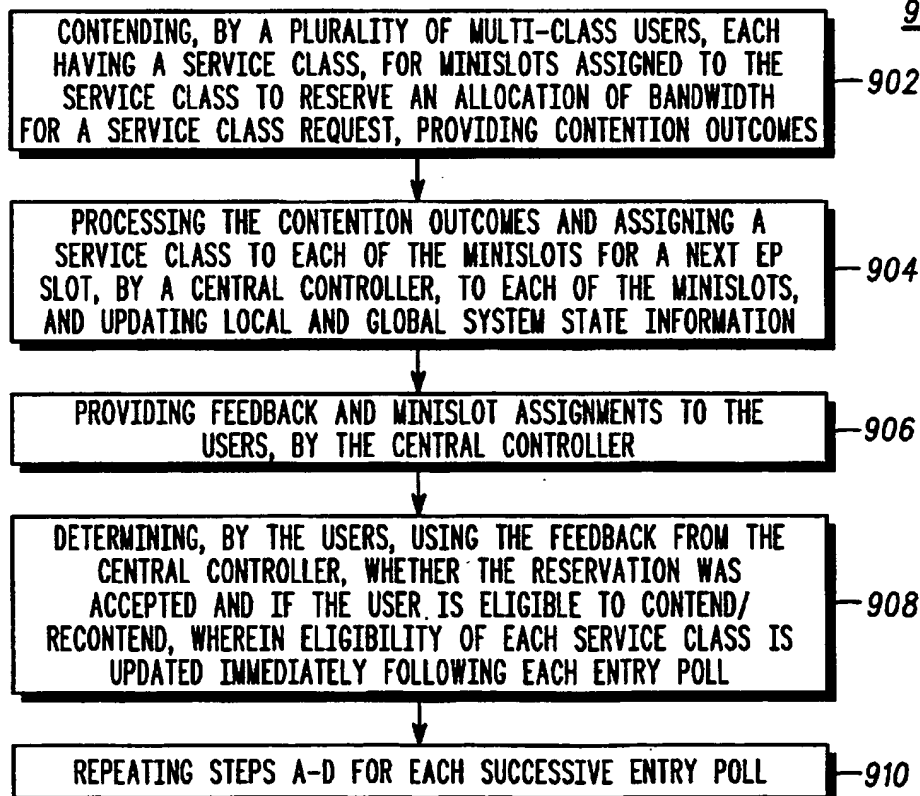 9
CONTENDING, BY A PLURALITY OF MULTI-CLASS USERS, EACH
HAVING A SERVICE CLASS, FOR MINISLOTS ASSIGNED TO THE
SERVICE CLASS TO RESERVE AN ALLOCATION OF BANDWIDTH
FOR A SERVICE CLASS REQUEST, PROVIDING CONTENTION OUTCOMES
902
PROCESSING THE CONTENTION OUTCOMES AND ASSIGNING A
SERVICE CLASS TO EACH OF THE MINISLOTS FOR A NEXT EP
SLOT, BY A CENTRAL CONTROLLER, TO EACH OF THE MINISLOTS,
AND UPDATING LOCAL AND GLOBAL SYSTEM STATE INFORMATION
904
PROVIDING FEEDBACK AND MINISLOT ASSIGNMENTS TO THE
USERS, BY THE CENTRAL CONTROLLER
906
DETERMINING, BY THE USERS, USING THE FEEDBACK FROM THE
CENTRAL CONTROLLER, WHETHER THE RESERVATION WAS
ACCEPTED AND IF THE USER IS ELIGIBLE TO CONTEND/
RECONTEND, WHEREIN ELIGIBILITY OF EACH SERVICE CLASS IS
UPDATED IMMEDIATELY FOLLOWING EACH ENTRY POLL
908
REPEATING STEPS A-D FOR EACH SUCCESSIVE ENTRY POLL
910